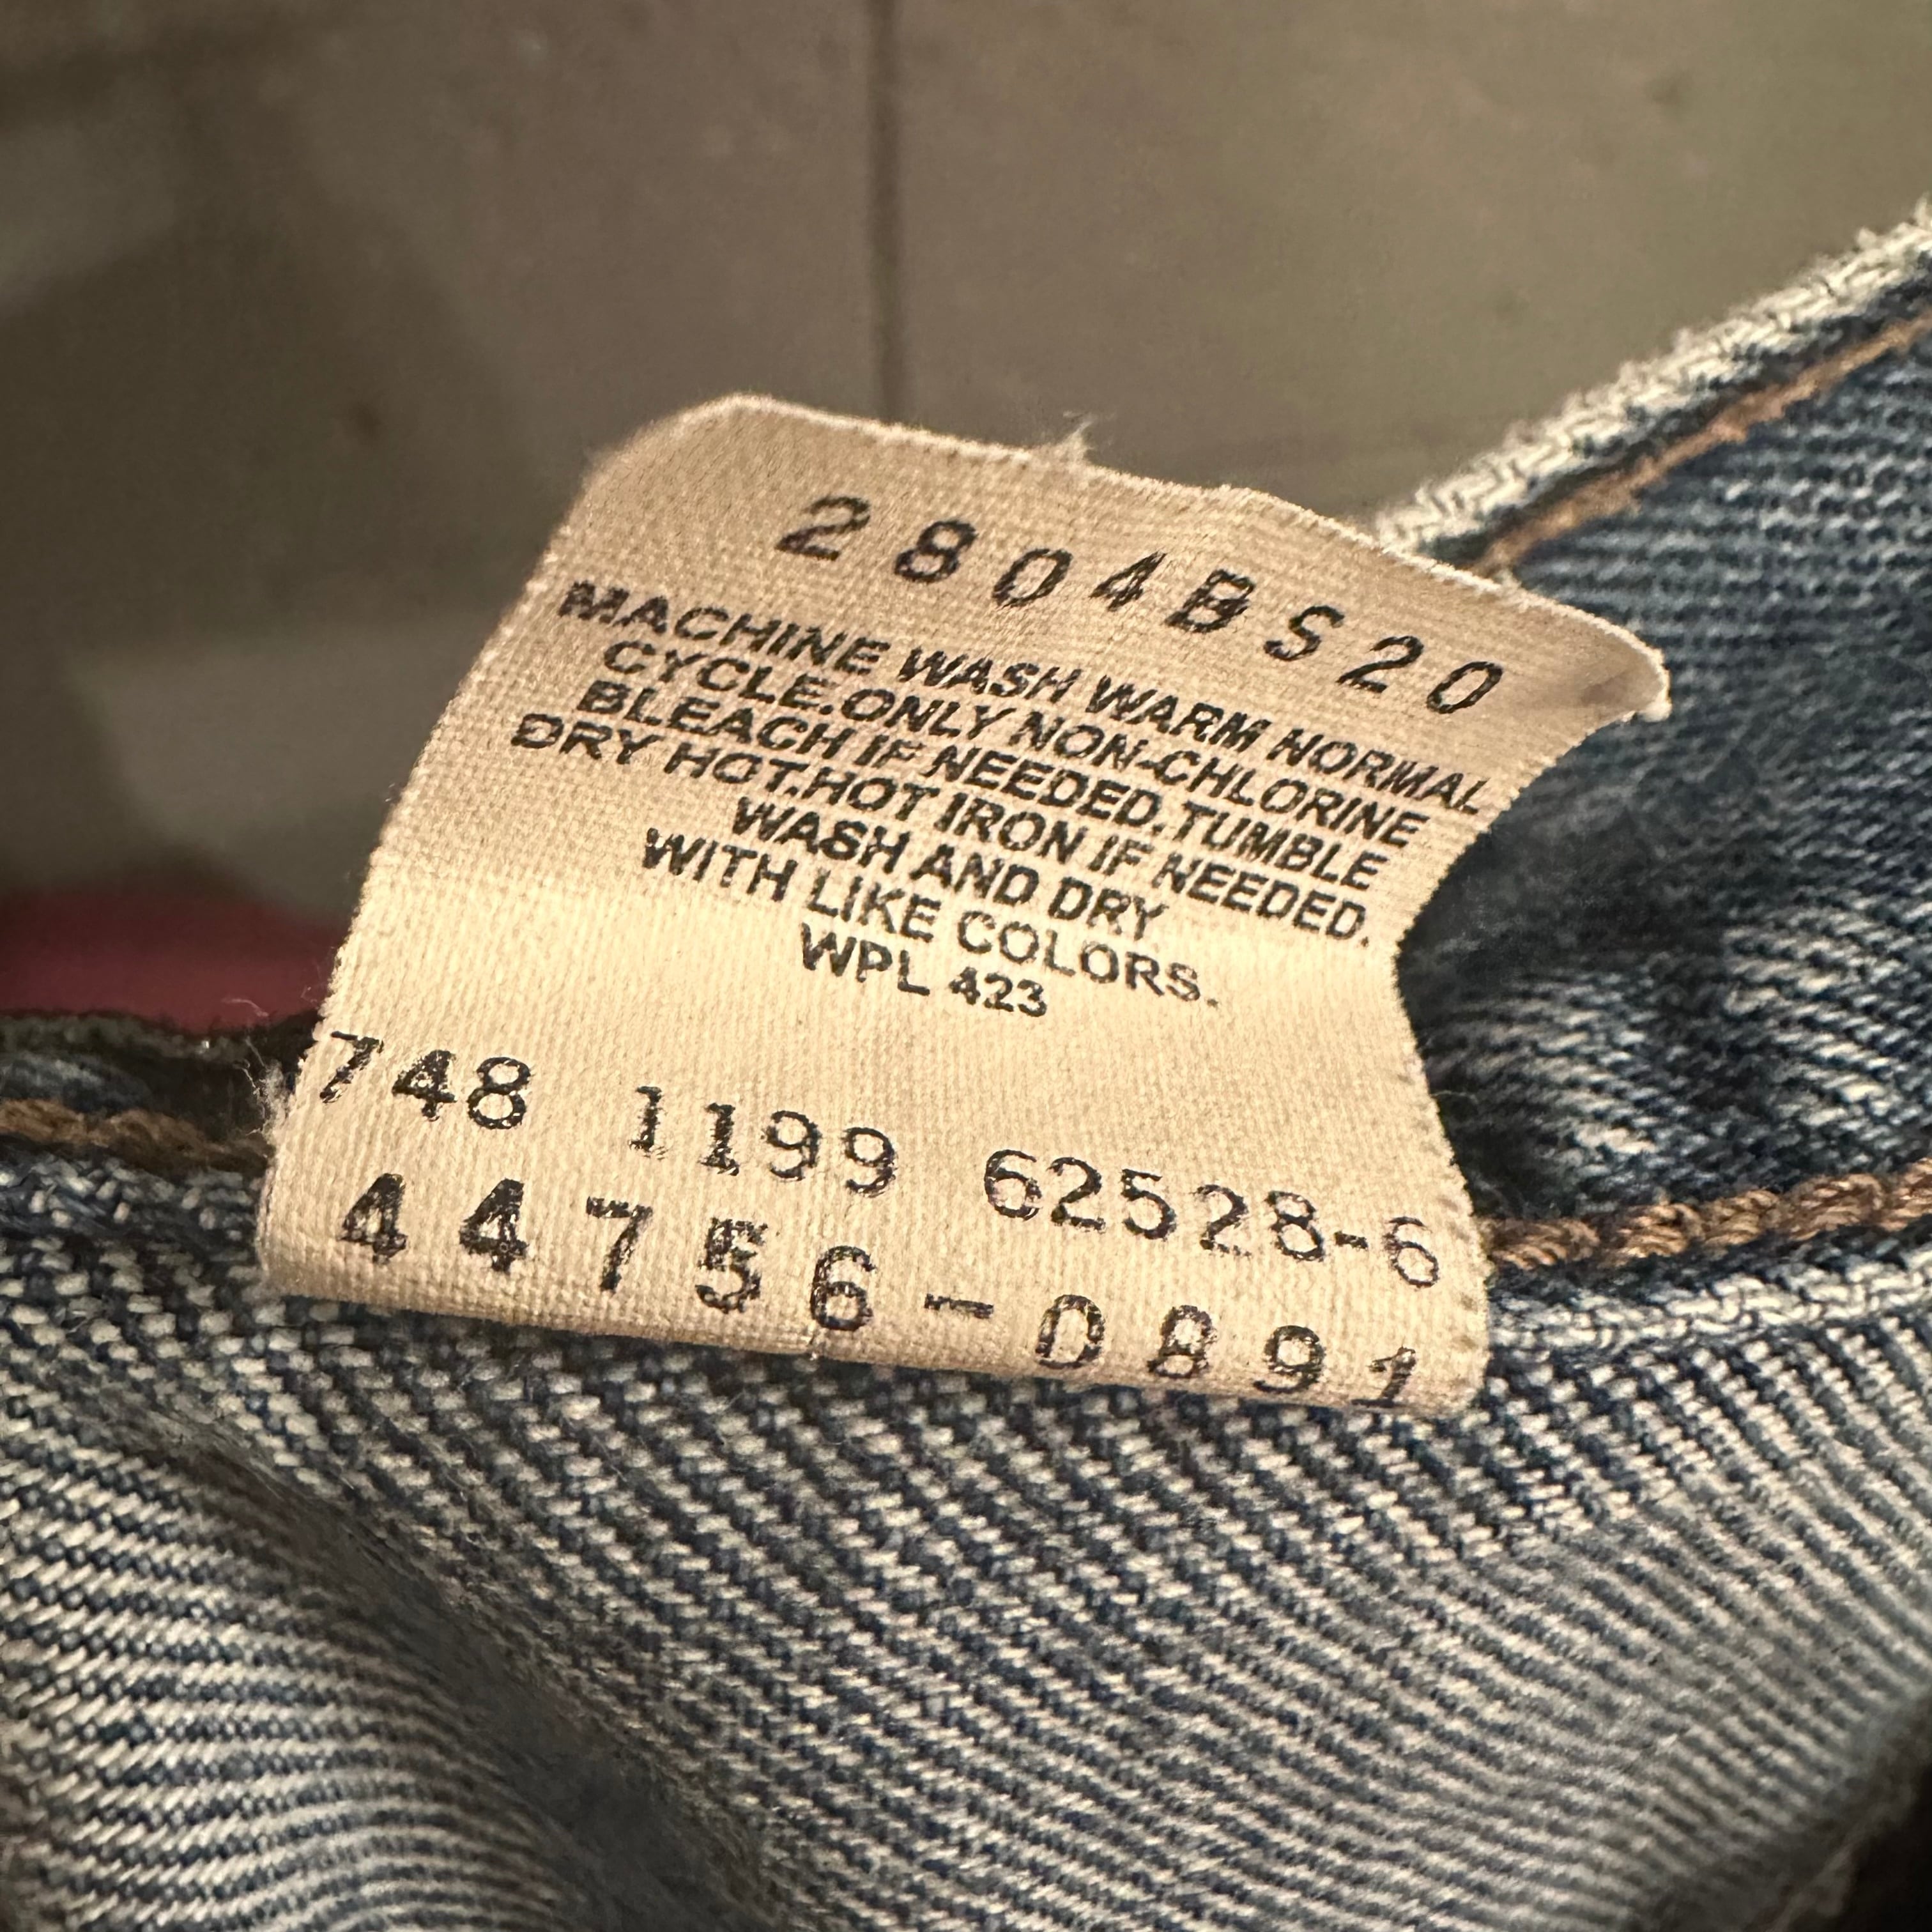 2804BS20
MACHINE WASH WARM NORMAL
CYCLE.ONLY NON-CHLORINE
BLEACH IF NEEDED.TUMBLE
DRY HOT.HOT IRON IF NEEDED.
WASH AND DRY
WITH LIKE COLORS.
WPL 423
748 1199 62528-6
44756-0891